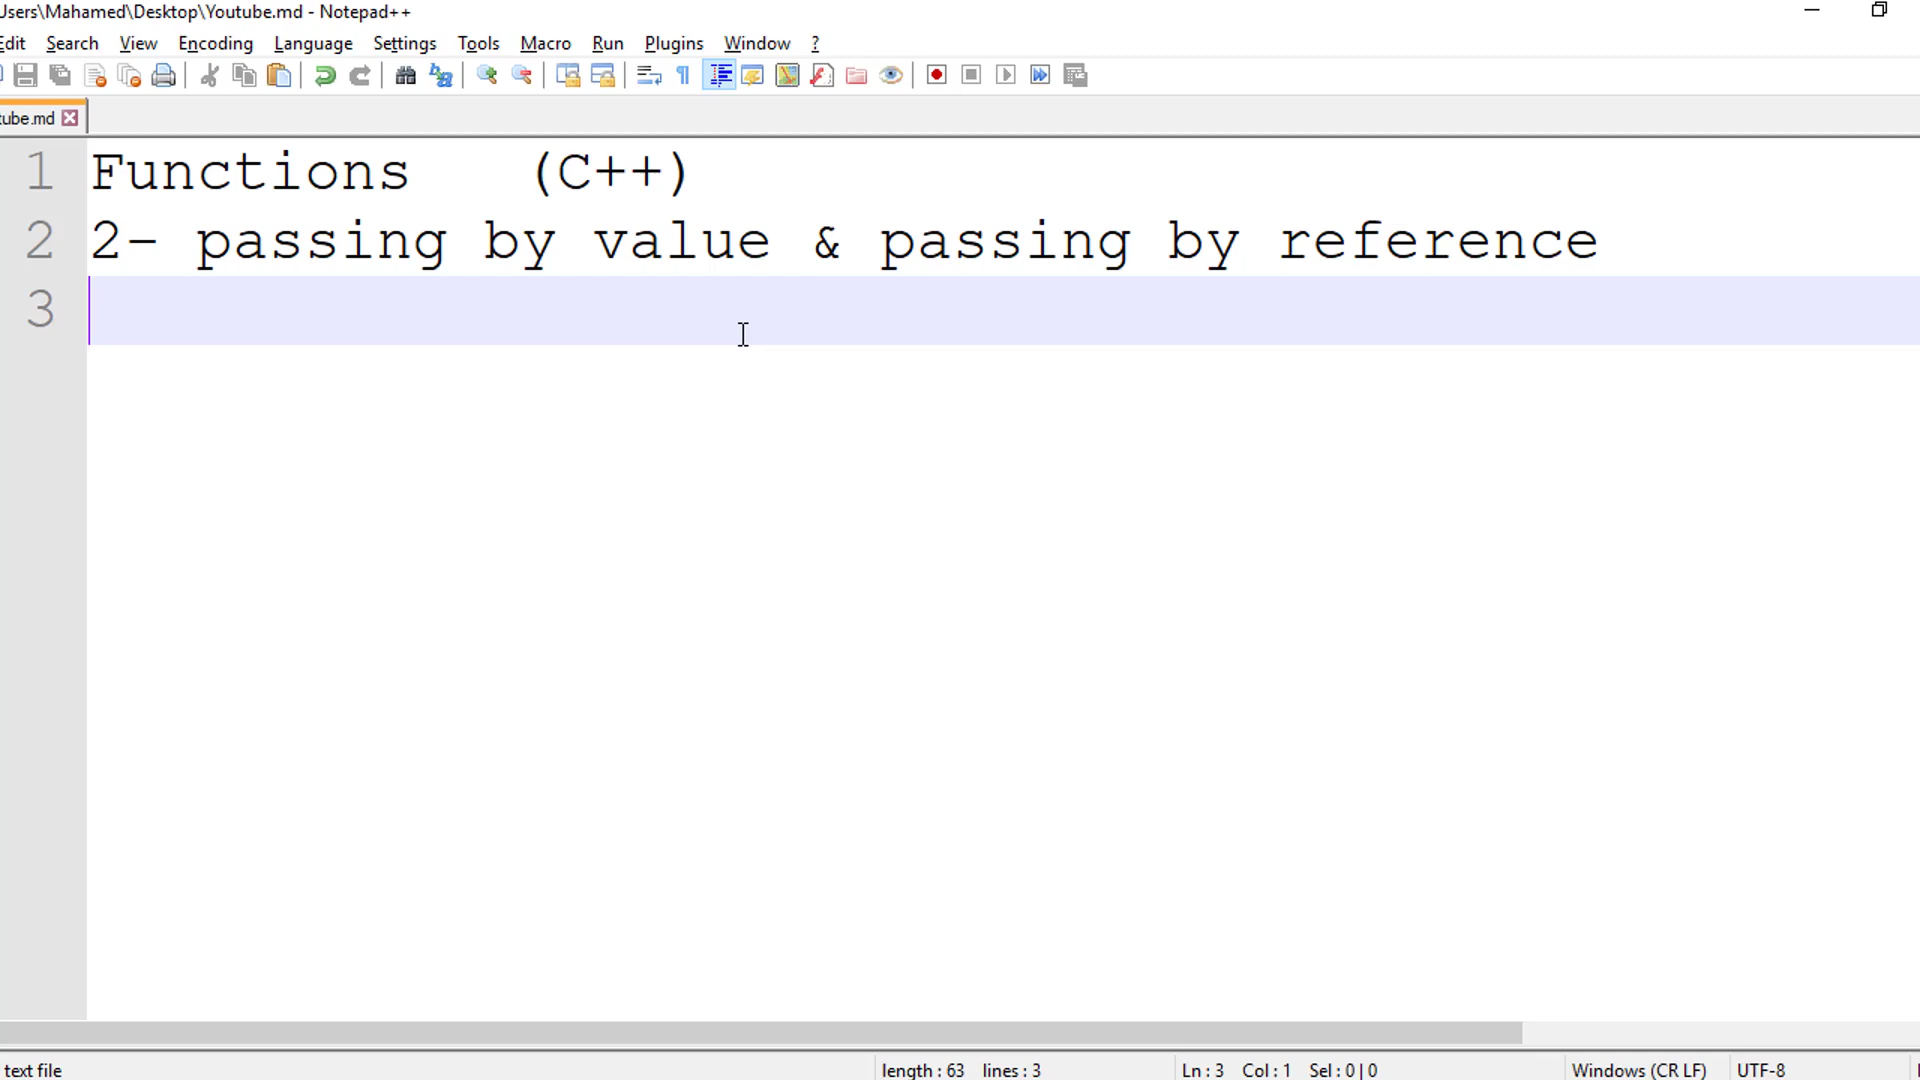 Users\Mahamed\Desktop\Youtube.md - Notepad++
Edit Search View Encoding Language Settings Tools Macro Run Plugins Window ?
tube.md
1 Functions   (C++)
2 2- passing by value & passing by reference
3
text file length : 63 lines : 3 Ln : 3 Col : 1 Sel : 0 | 0 Windows (CR LF) UTF-8